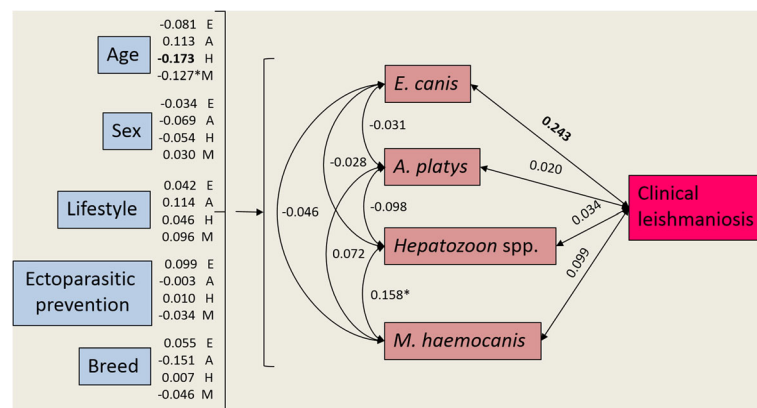 -0.081 E
0.113 A
Age
-0.173 H
-0.127*M
-0.034 E
-0.069 A
Sex
-0.054 H
0.030 M
0.042 E
0.114 A
Lifestyle
0.046 H
0.096 M
0.099 E
Ectoparasitic
-0.003 A
prevention
0.010 H
-0.034 M
0.055 E
-0.151 A
Breed
0.007 H
-0.046 M
E. canis
-0.031
0.243
-0.028
A. platys
0.020
-0.046
-0.098
Clinical
leishmaniosis
0.034
Hepatozoon spp.
0.072
0.099
0.158*
M. haemocanis